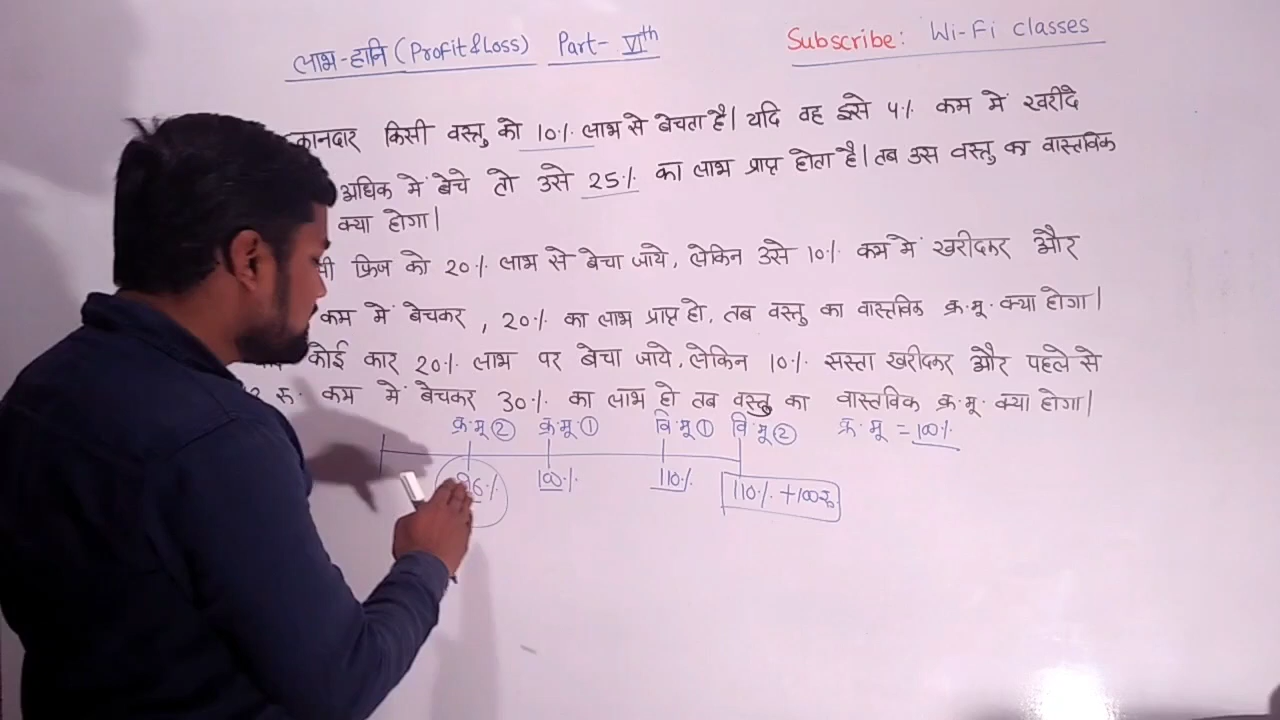 लाभ-हानि (Profit&Loss) Part- VIth
Subscribe: Wi-Fi classes
कानदार किसी वस्तु को 10% लाभ से बेचता है। यदि वह इसे 4% कम में खरीदे
अधिक में बेचे तो उसे 25% का लाभ प्राप्त होता है। तब उस वस्तु का वास्तविक
क्या होगा।
फ्रिज को 20% लाभ से बेचा जाये, लेकिन उसे 10% कम में खरीदकर और
कम में बेचकर, 20% का लाभ प्राप्त हो, तब वस्तु का वास्तविक क्र.मू. क्या होगा।
कोई कार 20% लाभ पर बेचा जाये, लेकिन 10% सस्ता खरीदकर और पहले से
रु. कम में बेचकर 30% का लाभ हो तब वस्तु का वास्तविक क्र.मू. क्या होगा।
क्र.मू② क्र.मू① वि.मू① वि.मू② क्र.मू = 100%
96% 100% 110% 110% + 100रु